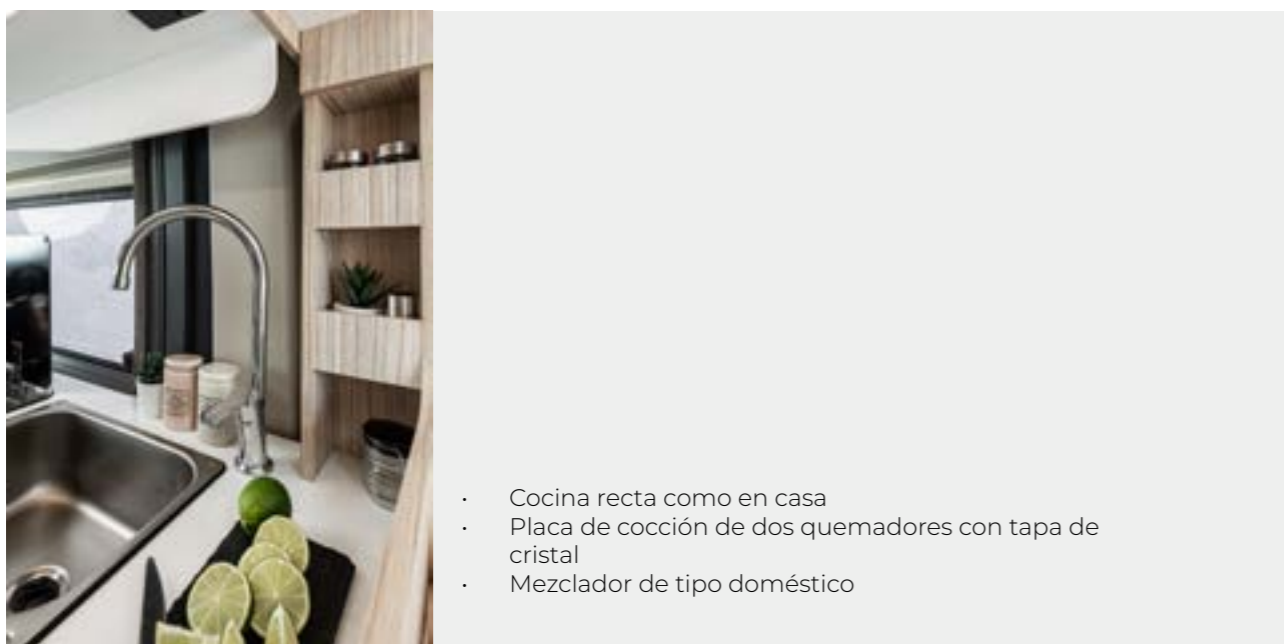 · Cocina recta como en casa
· Placa de cocción de dos quemadores con tapa de
cristal
· Mezclador de tipo doméstico